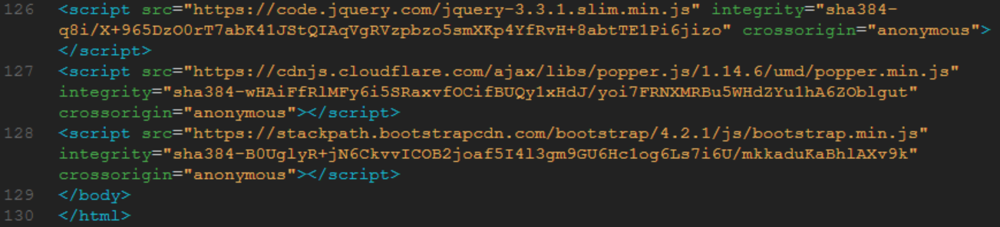 126 <script src="https://code.jquery.com/jquery-3.3.1.slim.min.js" integrity="sha384-
q8i/X+965DzO0rT7abK41JStQIAqVgRVzpbzo5smXKp4YfRvH+8abtTE1Pi6jizo" crossorigin="anonymous">
</script>
127 <script src="https://cdnjs.cloudflare.com/ajax/libs/popper.js/1.14.6/umd/popper.min.js"
integrity="sha384-wHAiFfRlMFy6i5SRaxvfOCifBUQy1xHdJ/yoi7FRNXMRBu5WHdZYu1hA6ZOblgut"
crossorigin="anonymous"></script>
128 <script src="https://stackpath.bootstrapcdn.com/bootstrap/4.2.1/js/bootstrap.min.js"
integrity="sha384-B0UglyR+jN6CkvvICOB2joaf5I4l3gm9GU6Hc1og6Ls7i6U/mkkaduKaBhlAXv9k"
crossorigin="anonymous"></script>
129 </body>
130 </html>